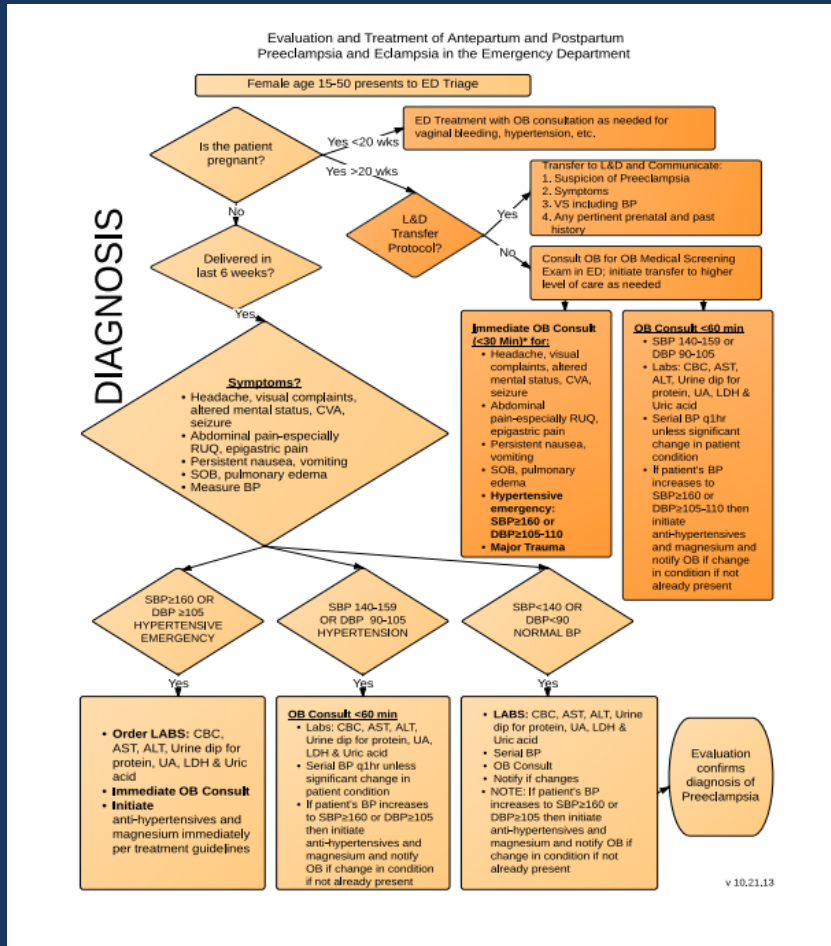 Evaluation and Treatment of Antepartum and Postpartum
Preeclampsia and Eclampsia in the Emergency Department
Female age 15-50 presents to ED Triage
Is the patient
pregnant?
Yes <20 wks
ED Treatment with OB consultation as needed for
vaginal bleeding, hypertension, etc.
Yes >20 wks
L&D
Transfer
Protocol?
Yes
Transfer to L&D and Communicate:
1. Suspicion of Preeclampsia
2. Symptoms
3. VS including BP
4. Any pertinent prenatal and past
history
No
Consult OB for OB Medical Screening
Exam in ED; initiate transfer to higher
level of care as needed
No
Delivered in
last 6 weeks?
Yes
DIAGNOSIS
Symptoms?
• Headache, visual complaints,
altered mental status, CVA,
seizure
• Abdominal pain-especially
RUQ, epigastric pain
• Persistent nausea, vomiting
• SOB, pulmonary edema
• Measure BP
Immediate OB Consult
(<30 Min)* for:
• Headache, visual
complaints, altered
mental status, CVA,
seizure
• Abdominal
pain-especially RUQ,
epigastric pain
• Persistent nausea,
vomiting
• SOB, pulmonary
edema
• Hypertensive
emergency:
SBP≥160 or
DBP≥105-110
• Major Trauma
OB Consult <60 min
• SBP 140-159 or
DBP 90-105
• Labs: CBC, AST,
ALT, Urine dip for
protein, UA, LDH &
Uric acid
• Serial BP q1hr
unless significant
change in patient
condition
• If patient's BP
increases to
SBP≥160 or
DBP≥105-110 then
initiate
anti-hypertensives
and magnesium and
notify OB if change
in condition if not
already present
SBP≥160 OR
DBP ≥105
HYPERTENSIVE
EMERGENCY
Yes
SBP 140-159
OR DBP 90-105
HYPERTENSION
Yes
SBP<140 OR
DBP<90
NORMAL BP
Yes
• Order LABS: CBC,
AST, ALT, Urine dip for
protein, UA, LDH & Uric
acid
• Immediate OB Consult
• Initiate
anti-hypertensives and
magnesium immediately
per treatment guidelines
OB Consult <60 min
• Labs: CBC, AST, ALT,
Urine dip for protein, UA,
LDH & Uric acid
• Serial BP q1hr unless
significant change in
patient condition
• If patient's BP increases
to SBP≥160 or DBP≥105
then initiate
anti-hypertensives and
magnesium and notify
OB if change in condition
if not already present
• LABS: CBC, AST, ALT, Urine
dip for protein, UA, LDH &
Uric acid
• Serial BP
• OB Consult
• Notify if changes
• NOTE: If patient's BP
increases to SBP≥160 or
DBP≥105 then initiate
anti-hypertensives and
magnesium and notify OB if
change in condition if not
already present
Evaluation
confirms
diagnosis of
Preeclampsia
v 10.21.13